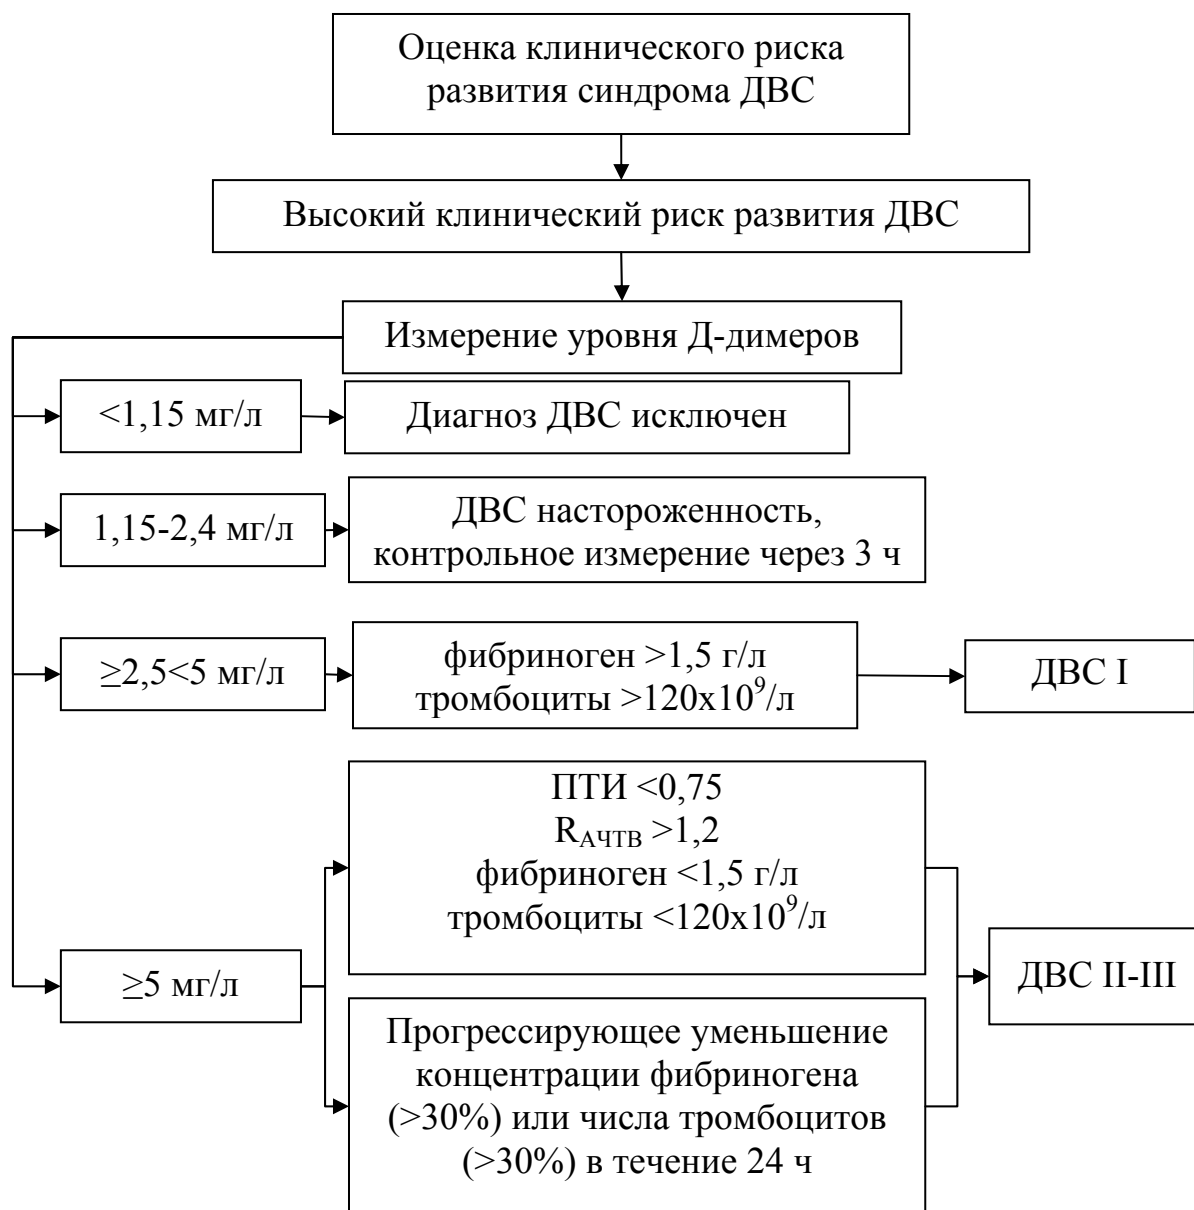 Оценка клинического риска
развития синдрома ДВС
Высокий клинический риск развития ДВС
Измерение уровня Д-димеров
<1,15 мг/л
Диагноз ДВС исключен
1,15-2,4 мг/л
ДВС настороженность,
контрольное измерение через 3 ч
≥2,5<5 мг/л
фибриноген >1,5 г/л
тромбоциты >120х10⁹/л
ДВС I
≥5 мг/л
ПТИ <0,75
R_АЧТВ >1,2
фибриноген <1,5 г/л
тромбоциты <120х10⁹/л
Прогрессирующее уменьшение
концентрации фибриногена
(>30%) или числа тромбоцитов
(>30%) в течение 24 ч
ДВС II-III